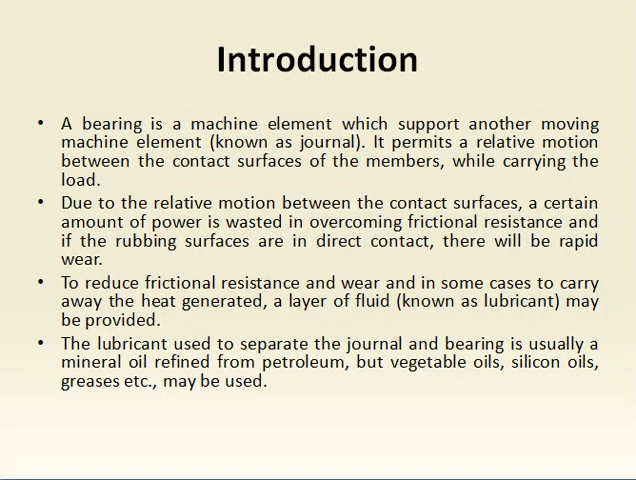 Introduction
• A bearing is a machine element which support another moving
machine element (known as journal). It permits a relative motion
between the contact surfaces of the members, while carrying the
load.
• Due to the relative motion between the contact surfaces, a certain
amount of power is wasted in overcoming frictional resistance and
if the rubbing surfaces are in direct contact, there will be rapid
wear.
• To reduce frictional resistance and wear and in some cases to carry
away the heat generated, a layer of fluid (known as lubricant) may
be provided.
• The lubricant used to separate the journal and bearing is usually a
mineral oil refined from petroleum, but vegetable oils, silicon oils,
greases etc., may be used.